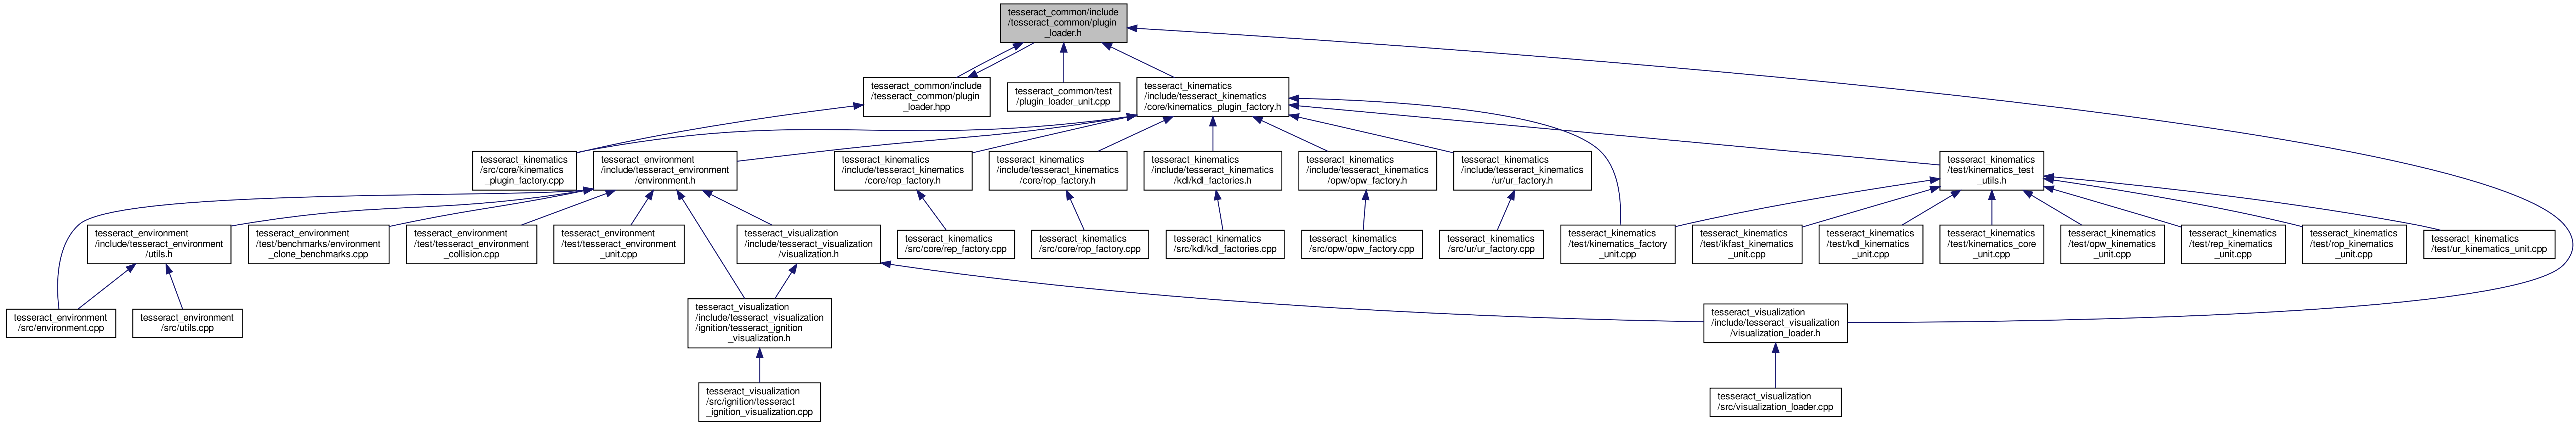 tesseract_common/include
/tesseract_common/plugin
_loader.h
tesseract_common/include
/tesseract_common/plugin
_loader.hpp
tesseract_common/test
/plugin_loader_unit.cpp
tesseract_kinematics
/include/tesseract_kinematics
/core/kinematics_plugin_factory.h
tesseract_kinematics
/src/core/kinematics
_plugin_factory.cpp
tesseract_environment
/include/tesseract_environment
/environment.h
tesseract_kinematics
/include/tesseract_kinematics
/core/rep_factory.h
tesseract_kinematics
/include/tesseract_kinematics
/core/rop_factory.h
tesseract_kinematics
/include/tesseract_kinematics
/kdl/kdl_factories.h
tesseract_kinematics
/include/tesseract_kinematics
/opw/opw_factory.h
tesseract_kinematics
/include/tesseract_kinematics
/ur/ur_factory.h
tesseract_kinematics
/test/kinematics_test
_utils.h
tesseract_environment
/include/tesseract_environment
/utils.h
tesseract_environment
/test/benchmarks/environment
_clone_benchmarks.cpp
tesseract_environment
/test/tesseract_environment
_collision.cpp
tesseract_environment
/test/tesseract_environment
_unit.cpp
tesseract_visualization
/include/tesseract_visualization
/visualization.h
tesseract_kinematics
/src/core/rep_factory.cpp
tesseract_kinematics
/src/core/rop_factory.cpp
tesseract_kinematics
/src/kdl/kdl_factories.cpp
tesseract_kinematics
/src/opw/opw_factory.cpp
tesseract_kinematics
/src/ur/ur_factory.cpp
tesseract_kinematics
/test/kinematics_factory
_unit.cpp
tesseract_kinematics
/test/ikfast_kinematics
_unit.cpp
tesseract_kinematics
/test/kdl_kinematics
_unit.cpp
tesseract_kinematics
/test/kinematics_core
_unit.cpp
tesseract_kinematics
/test/opw_kinematics
_unit.cpp
tesseract_kinematics
/test/rep_kinematics
_unit.cpp
tesseract_kinematics
/test/rop_kinematics
_unit.cpp
tesseract_kinematics
/test/ur_kinematics_unit.cpp
tesseract_environment
/src/environment.cpp
tesseract_environment
/src/utils.cpp
tesseract_visualization
/include/tesseract_visualization
/ignition/tesseract_ignition
_visualization.h
tesseract_visualization
/include/tesseract_visualization
/visualization_loader.h
tesseract_visualization
/src/ignition/tesseract
_ignition_visualization.cpp
tesseract_visualization
/src/visualization_loader.cpp